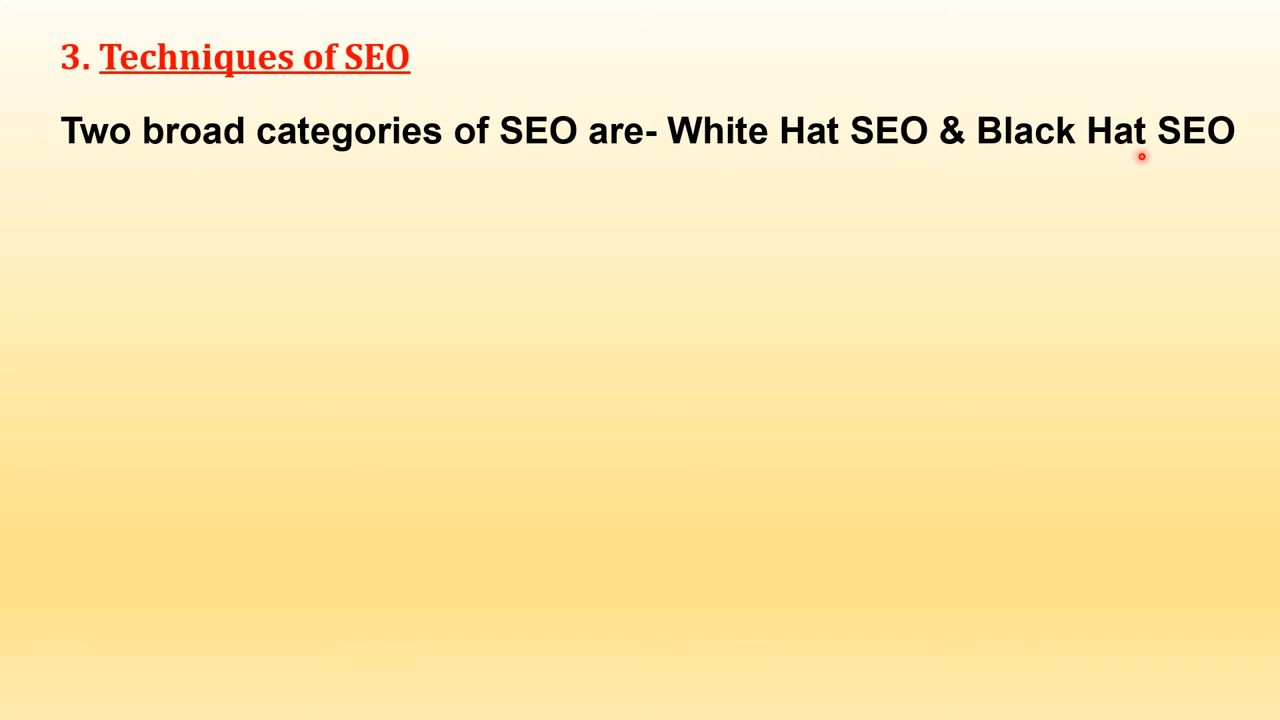 3. Techniques of SEO
Two broad categories of SEO are- White Hat SEO & Black Hat SEO